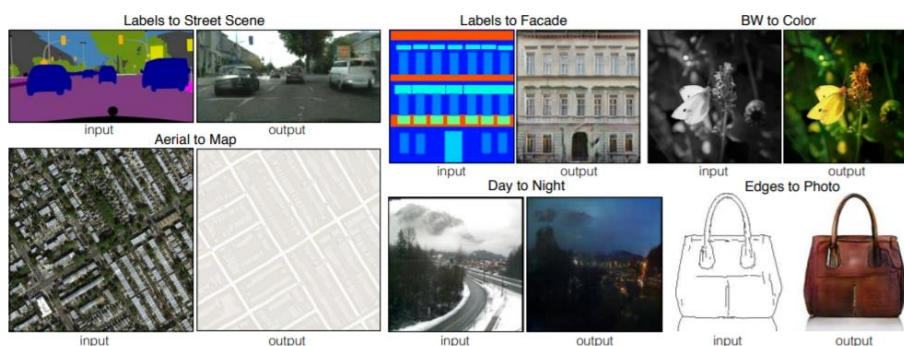 Labels to Street Scene
input
output
Labels to Facade
input
output
BW to Color
input
output
Aerial to Map
input
output
Day to Night
input
output
Edges to Photo
input
output